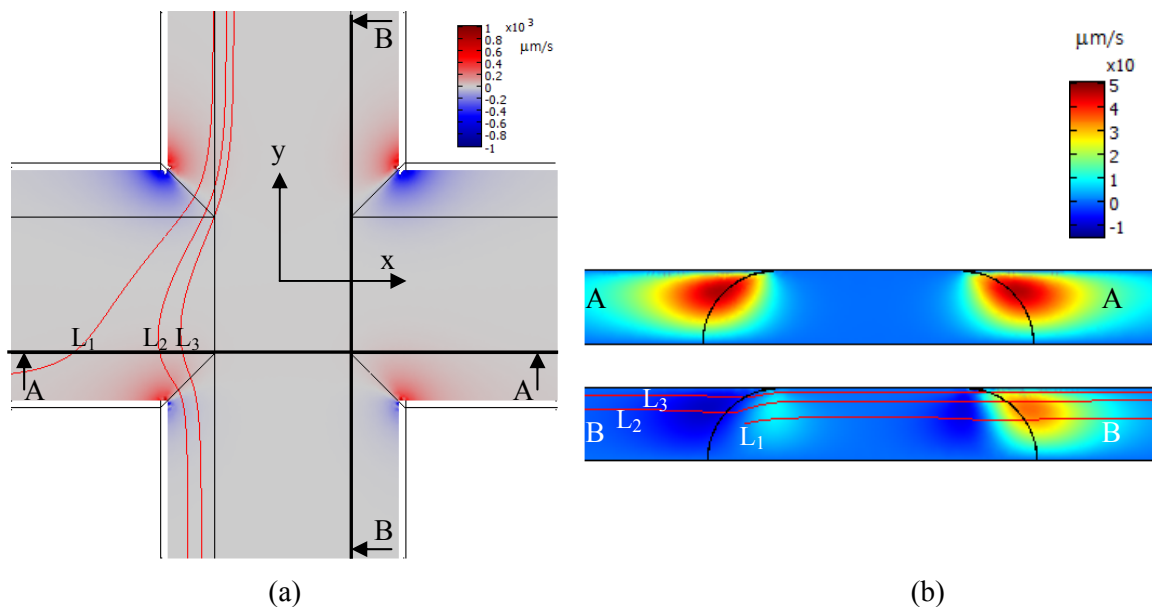 1 ×10³
0.8 μm/s
0.6
0.4
0.2
0
-0.2
-0.4
-0.6
-0.8
-1
B
y
x
L₁ L₂ L₃
A A
B
(a)
μm/s
x10
5
4
3
2
1
0
-1
A A
L₃
L₂
L₁
B B
(b)